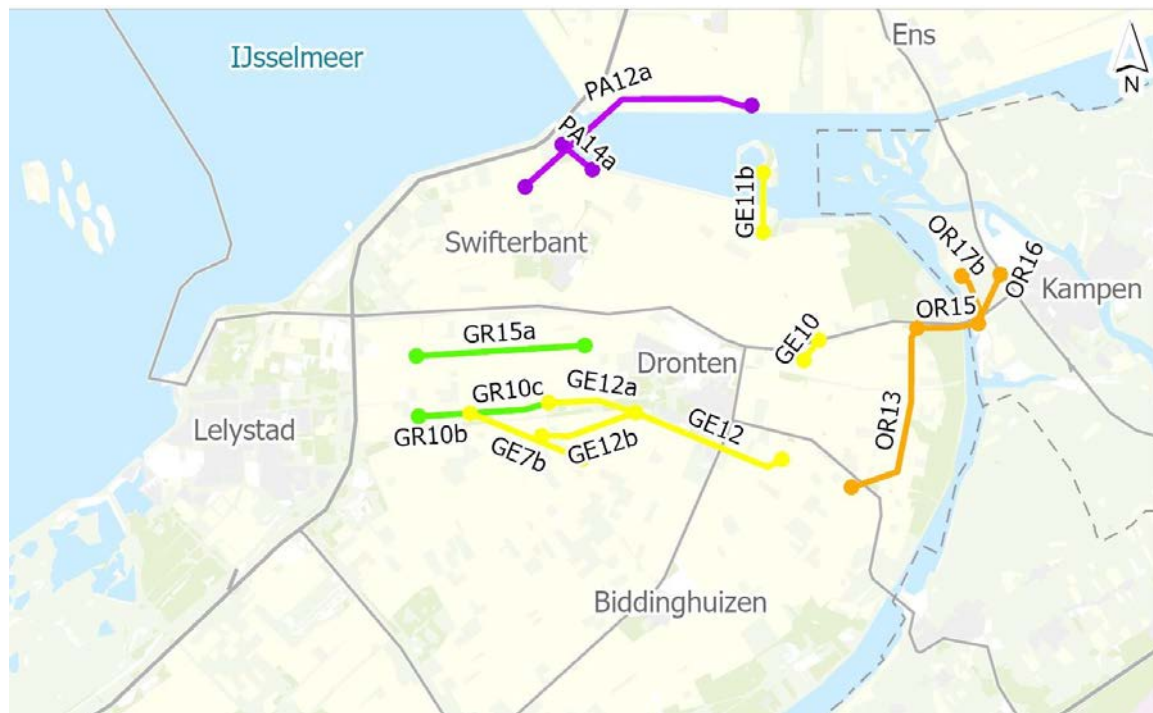 Ens
IJsselmeer
N
PA12a
PA14a
GE11b
Swifterbant
OR17b
OR16
Kampen
OR15
GE10
GR15a
Dronten
GR10c
GE12a
OR13
Lelystad
GR10b
GE7b
GE12b
GE12
Biddinghuizen